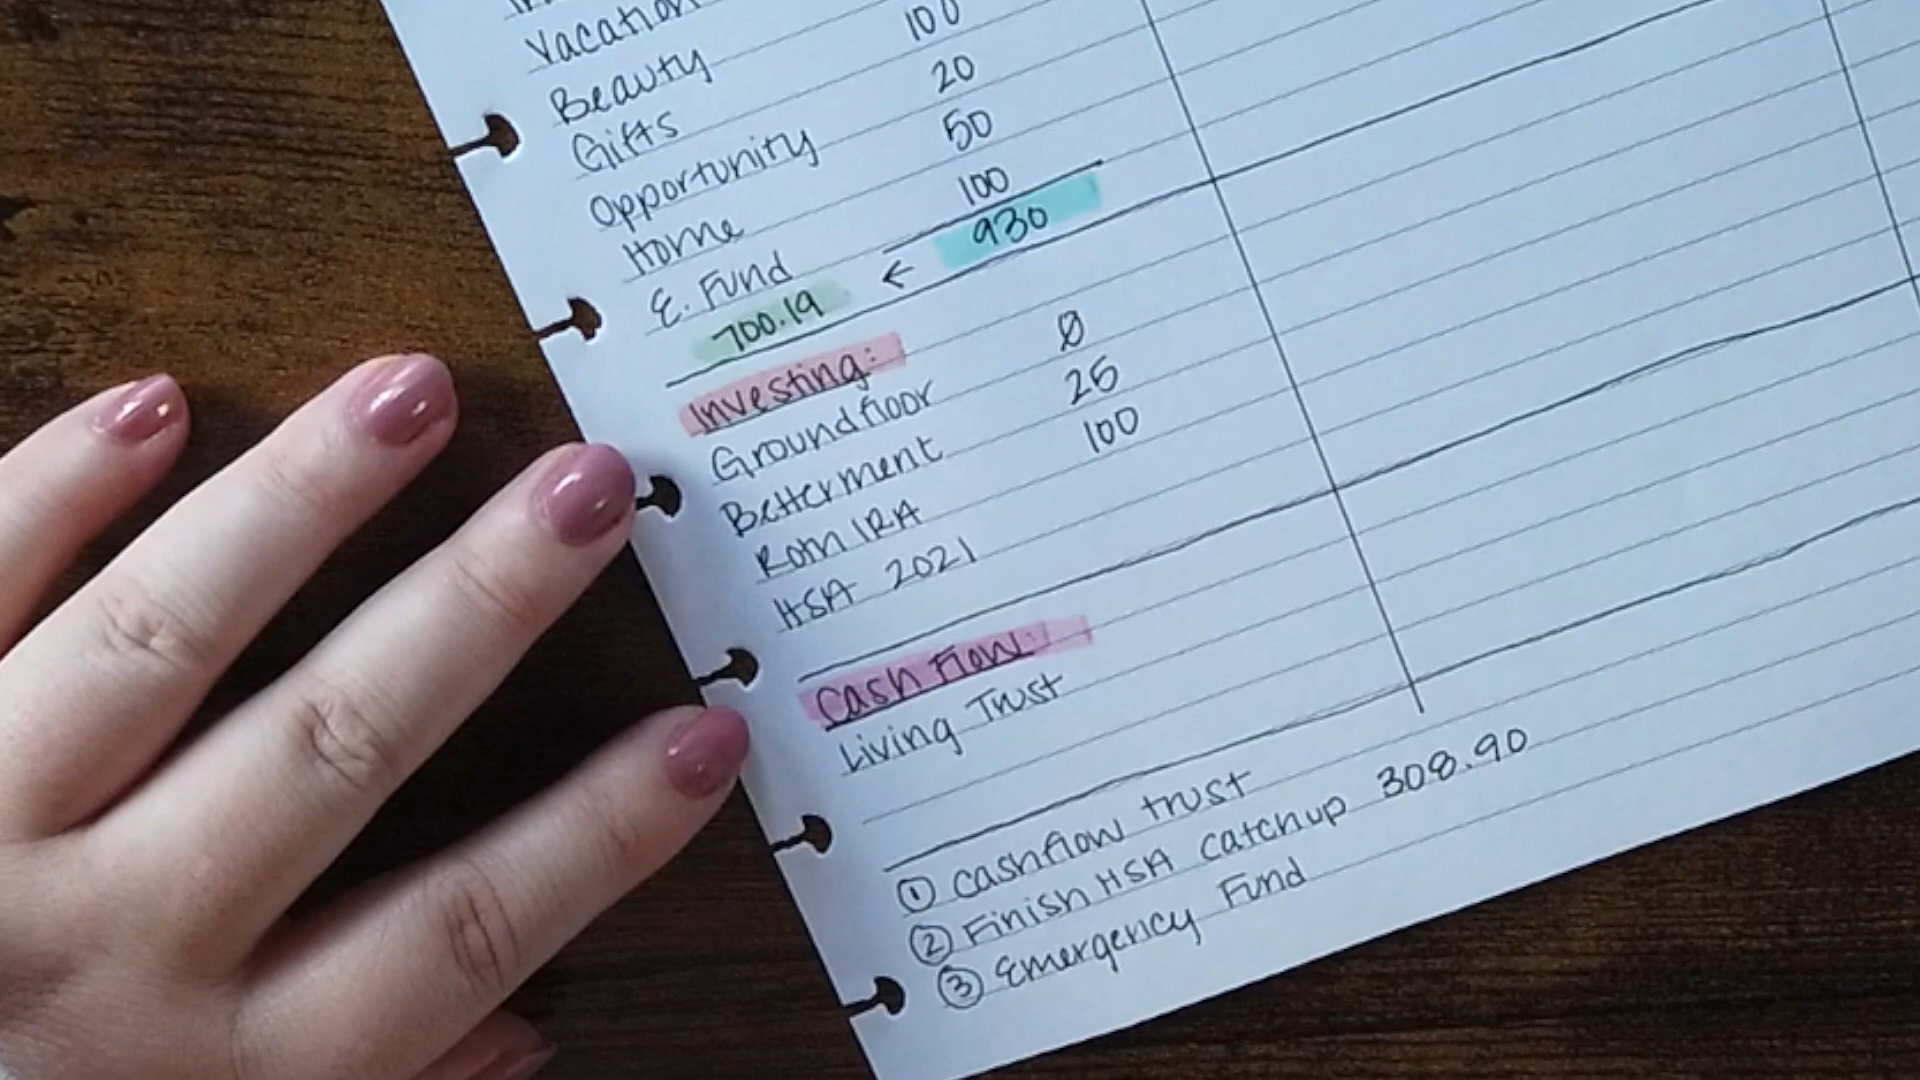 Vacation
Beauty
Gifts 100
Opportunity 20
Home 50
E. Fund 100
700.19 ← 930
Investing:
Groundfloor Ø
Betterment 25
Roth IRA 100
HSA 2021
Cash Flow:
Living Trust
① cashflow trust
② Finish HSA catchup 308.90
③ Emergency Fund